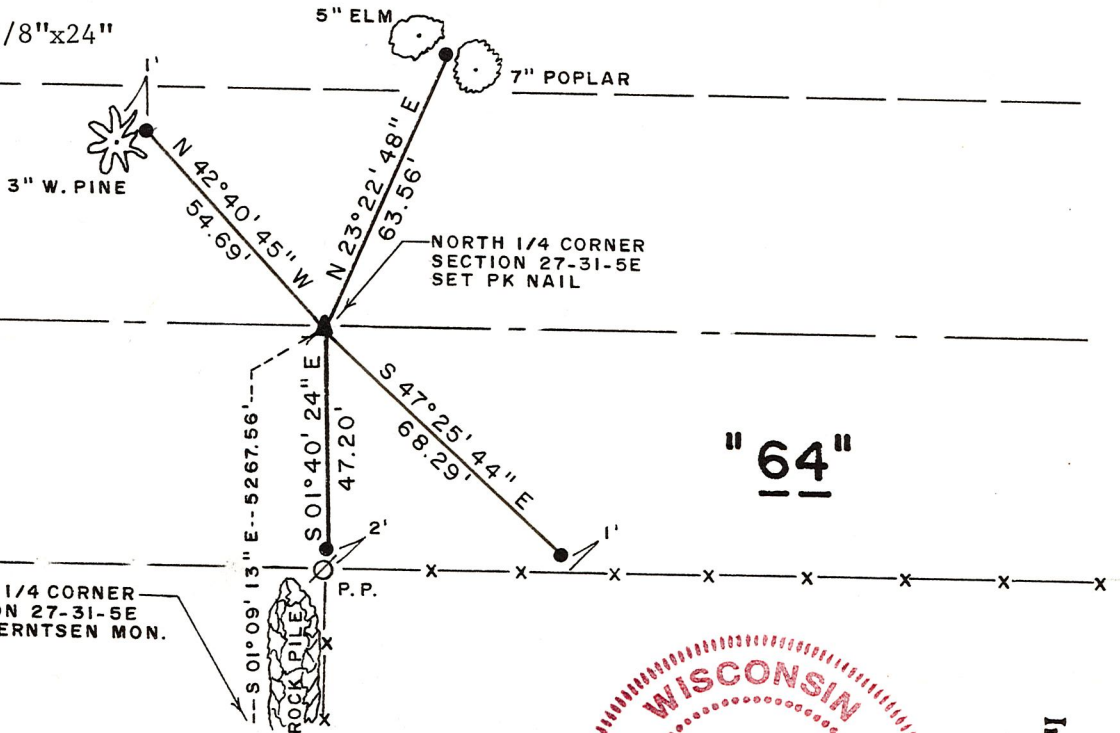 /8"x24"
5" ELM
7" POPLAR
1'
3" W. PINE
N 42°40'45" W
54.69'
N 23°22'48" E
63.56'
NORTH 1/4 CORNER
SECTION 27-31-5E
SET PK NAIL
S 01°40'24" E
47.20'
S 47°25'44" E
68.29'
"64"
S 01°09'13" E--5267.56'
2'
1'
P.P.
1/4 CORNER
ON 27-31-5E
ERNTSEN MON.
ROCK PILE
x x x x x x x x
x
x
WISCONSIN